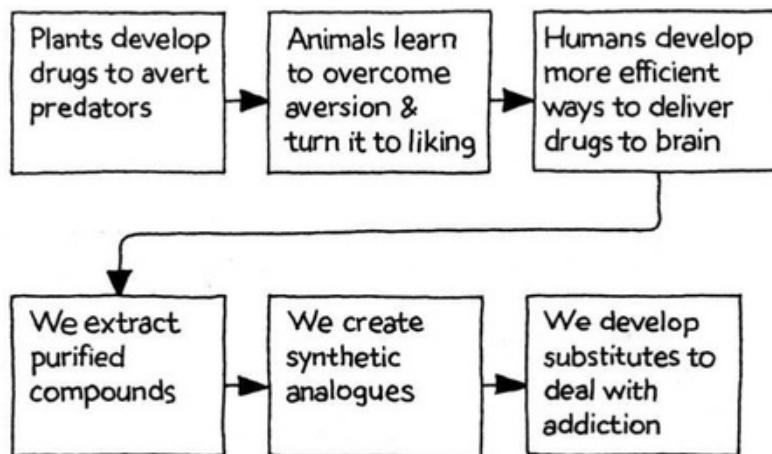 Plants develop
drugs to avert
predators
Animals learn
to overcome
aversion &
turn it to liking
Humans develop
more efficient
ways to deliver
drugs to brain
We extract
purified
compounds
We create
synthetic
analogues
We develop
substitutes to
deal with
addiction